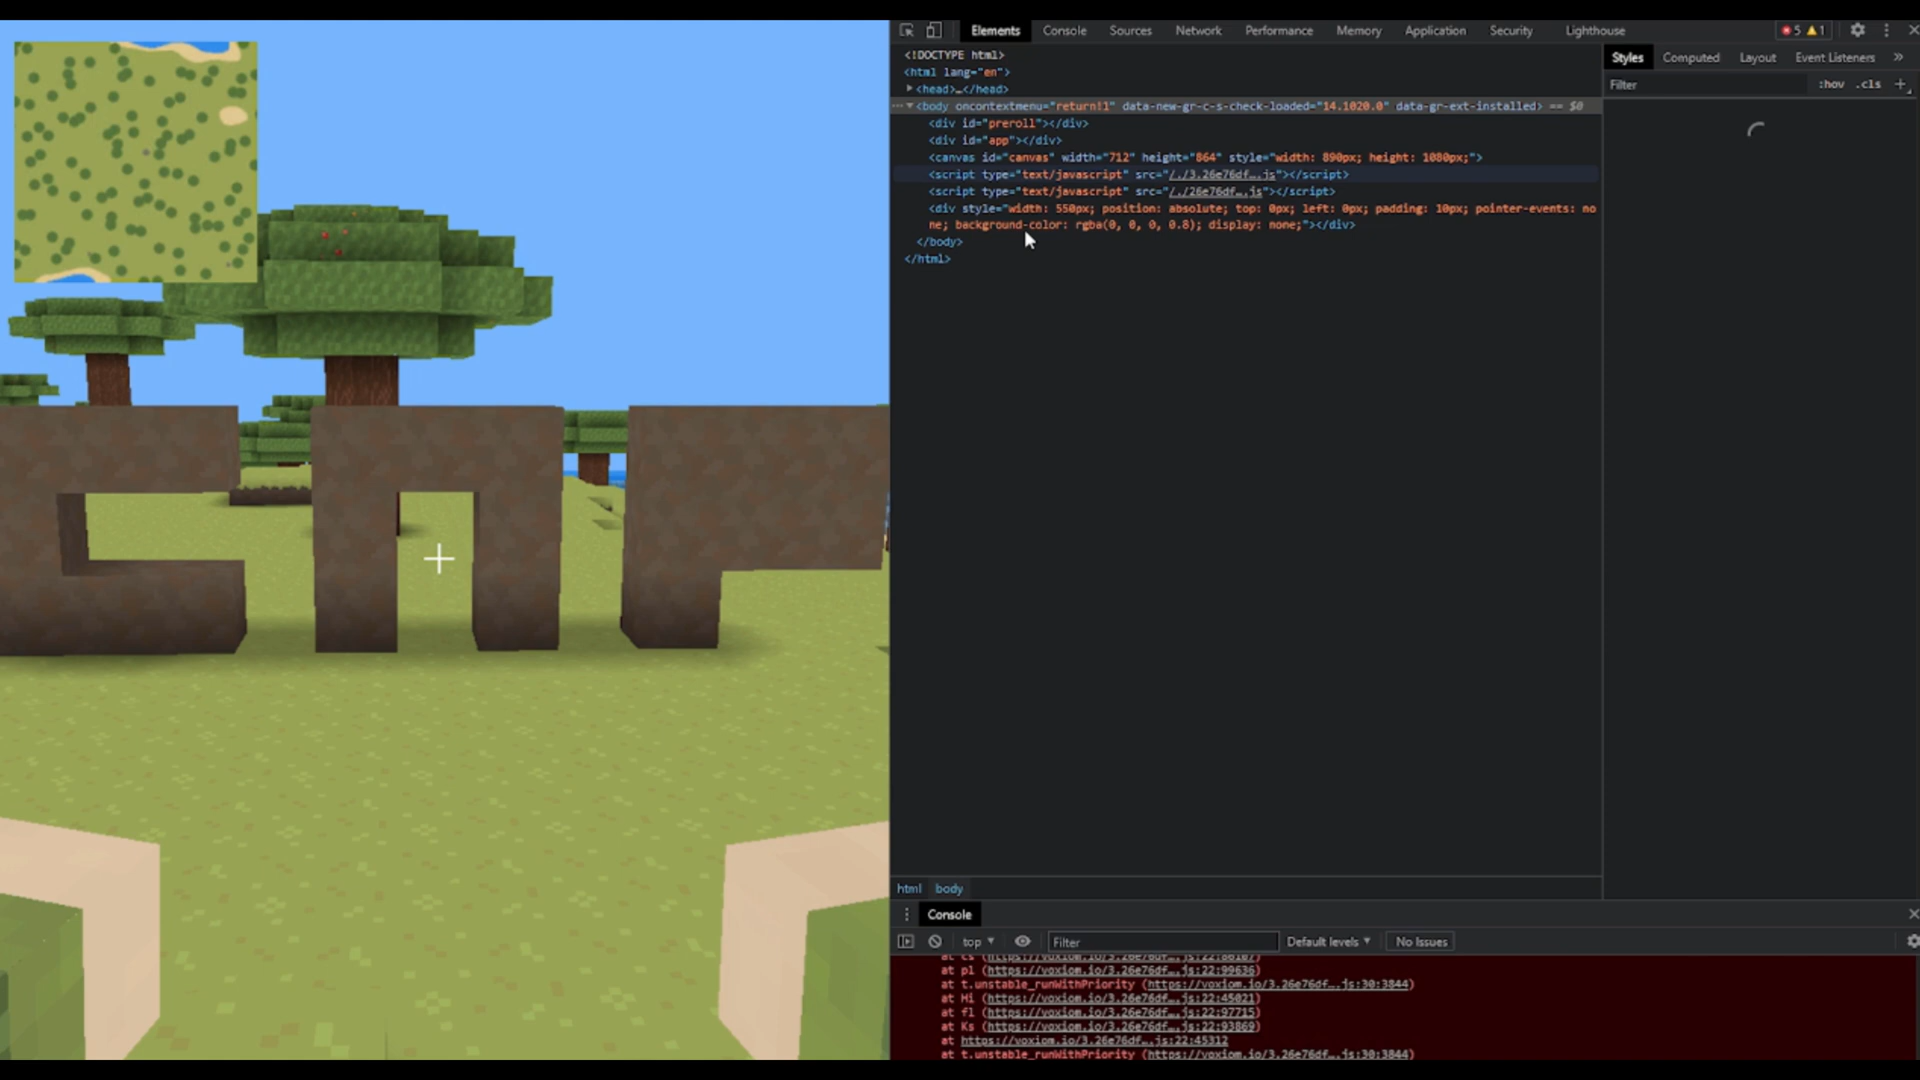 Elements Console Sources Network Performance Memory Application Security Lighthouse 5 1
<!DOCTYPE html>
<html lang="en">
<head>…</head>
<body oncontextmenu="return!1" data-new-gr-c-s-check-loaded="14.1020.0" data-gr-ext-installed> == $0
<div id="preroll"></div>
<div id="app"></div>
<canvas id="canvas" width="712" height="864" style="width: 890px; height: 1080px;">
<script type="text/javascript" src="/./3.26e76df….js"></script>
<script type="text/javascript" src="/./26e76df….js"></script>
<div style="width: 550px; position: absolute; top: 0px; left: 0px; padding: 10px; pointer-events: no
ne; background-color: rgba(0, 0, 0, 0.8); display: none;"></div>
</body>
</html>
Styles Computed Layout Event Listeners »
Filter :hov .cls +
html body
Console
top Filter Default levels No Issues
at pl (https://voxiom.io/3.26e76df….js:22:99636)
at t.unstable_runWithPriority (https://voxiom.io/3.26e76df….js:30:3844)
at Hi (https://voxiom.io/3.26e76df….js:22:45021)
at fl (https://voxiom.io/3.26e76df….js:22:97715)
at Ks (https://voxiom.io/3.26e76df….js:22:93869)
at https://voxiom.io/3.26e76df….js:22:45312
at t.unstable_runWithPriority (https://voxiom.io/3.26e76df….js:30:3844)